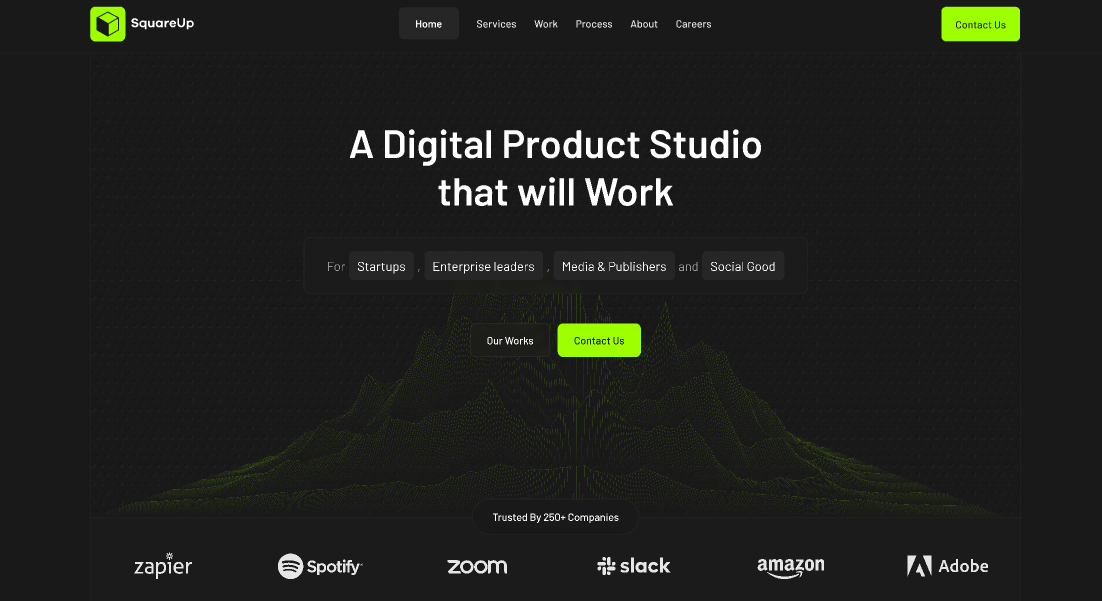 SquareUp
Home Services Work Process About Careers
Contact Us
A Digital Product Studio
that will Work
For Startups , Enterprise leaders , Media & Publishers and Social Good
Our Works Contact Us
Trusted By 250+ Companies
zapier Spotify zoom slack amazon Adobe